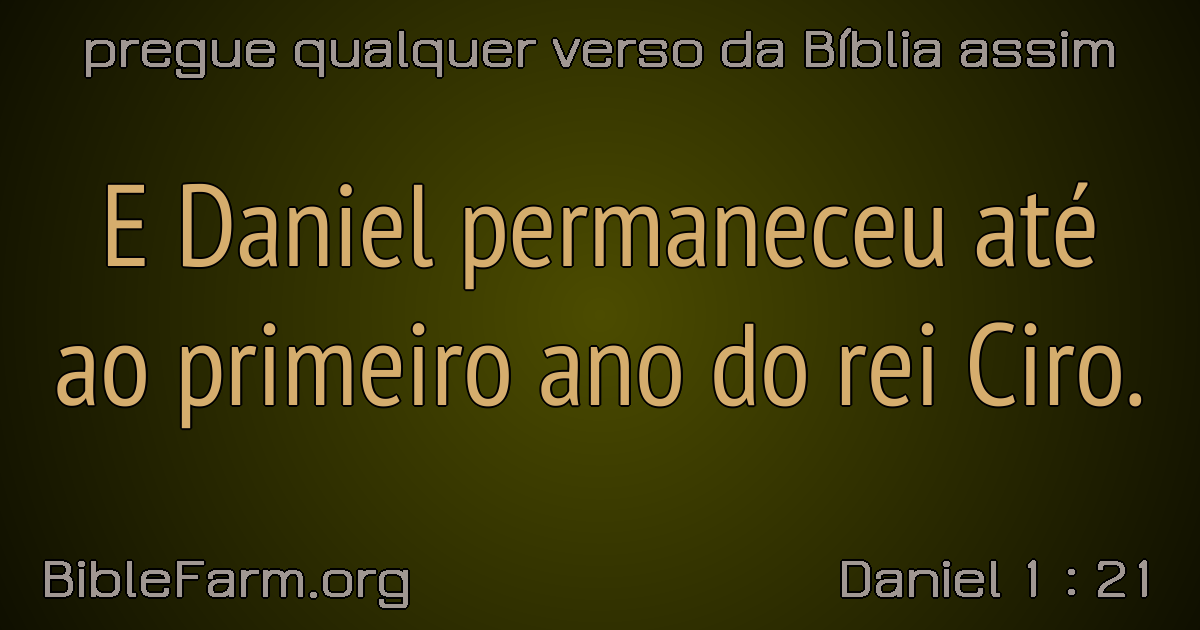 pregue qualquer verso da Bíblia assim
E Daniel permaneceu até
ao primeiro ano do rei Ciro.
BibleFarm.org
Daniel 1 : 21